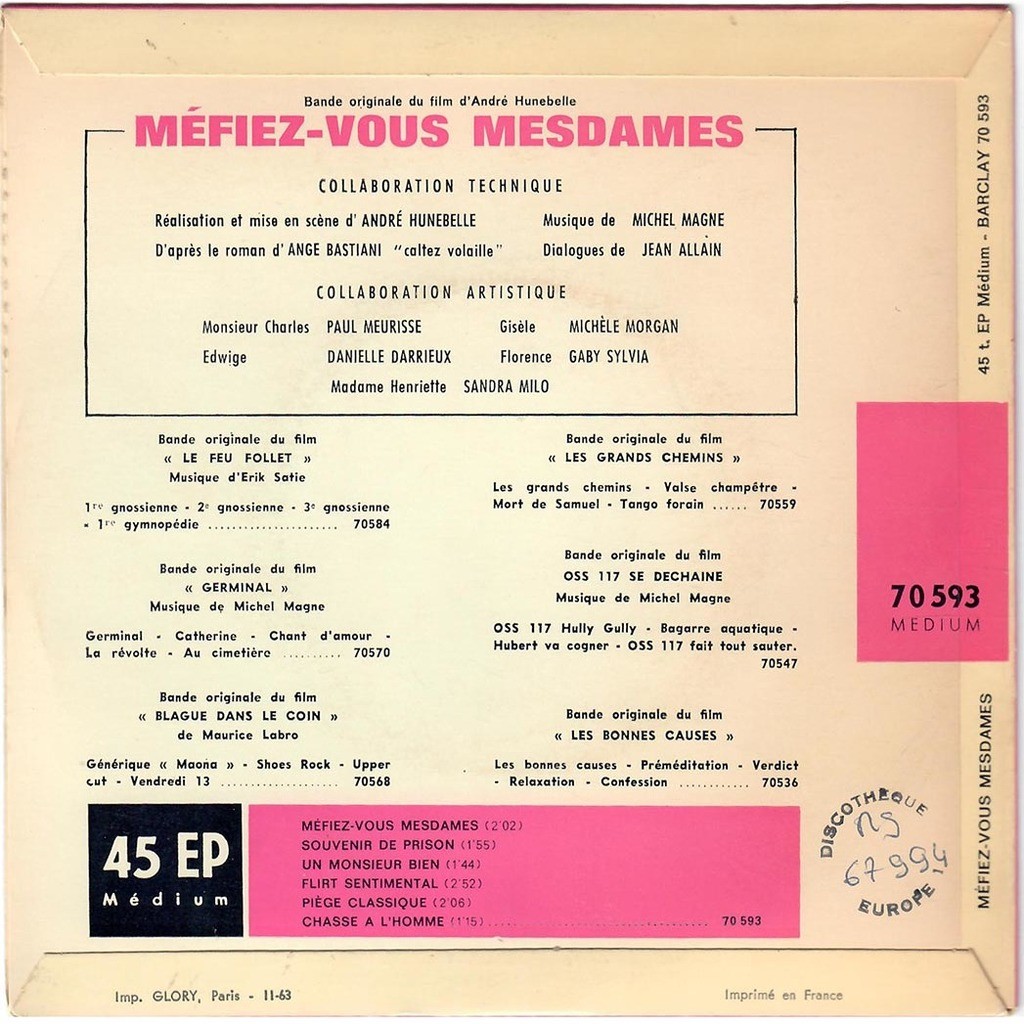 Bande originale du film d'André Hunebelle
MÉFIEZ-VOUS MESDAMES
COLLABORATION TECHNIQUE
Réalisation et mise en scène d'ANDRÉ HUNEBELLE Musique de MICHEL MAGNE
D'après le roman d'ANGE BASTIANI "caltez volaille" Dialogues de JEAN ALLAIN
COLLABORATION ARTISTIQUE
Monsieur Charles PAUL MEURISSE Gisèle MICHÈLE MORGAN
Edwige DANIELLE DARRIEUX Florence GABY SYLVIA
Madame Henriette SANDRA MILO
Bande originale du film
« LE FEU FOLLET »
Musique d'Erik Satie
1re gnossienne - 2e gnossienne - 3e gnossienne
- 1re gymnopédie ..................... 70584
Bande originale du film
« GERMINAL »
Musique de Michel Magne
Germinal - Catherine - Chant d'amour -
La révolte - Au cimetière .......... 70570
Bande originale du film
« BLAGUE DANS LE COIN »
de Maurice Labro
Générique « Maona » - Shoes Rock - Upper
cut - Vendredi 13 ................... 70568
Bande originale du film
« LES GRANDS CHEMINS »
Les grands chemins - Valse champêtre -
Mort de Samuel - Tango forain ...... 70559
Bande originale du film
OSS 117 SE DECHAINE
Musique de Michel Magne
OSS 117 Hully Gully - Bagarre aquatique -
Hubert va cogner - OSS 117 fait tout sauter.
70547
Bande originale du film
« LES BONNES CAUSES »
Les bonnes causes - Préméditation - Verdict
- Relaxation - Confession ............ 70536
45 EP
Médium
MÉFIEZ-VOUS MESDAMES (2'02)
SOUVENIR DE PRISON (1'55)
UN MONSIEUR BIEN (1'44)
FLIRT SENTIMENTAL (2'52)
PIÈGE CLASSIQUE (2'06)
CHASSE A L'HOMME (1'15)........................................ 70 593
45 t. EP Médium - BARCLAY 70 593
70 593
MEDIUM
MÉFIEZ-VOUS MESDAMES
DISCOTHEQUE
67994
EUROPE
Imp. GLORY, Paris - 11-63
Imprimé en France